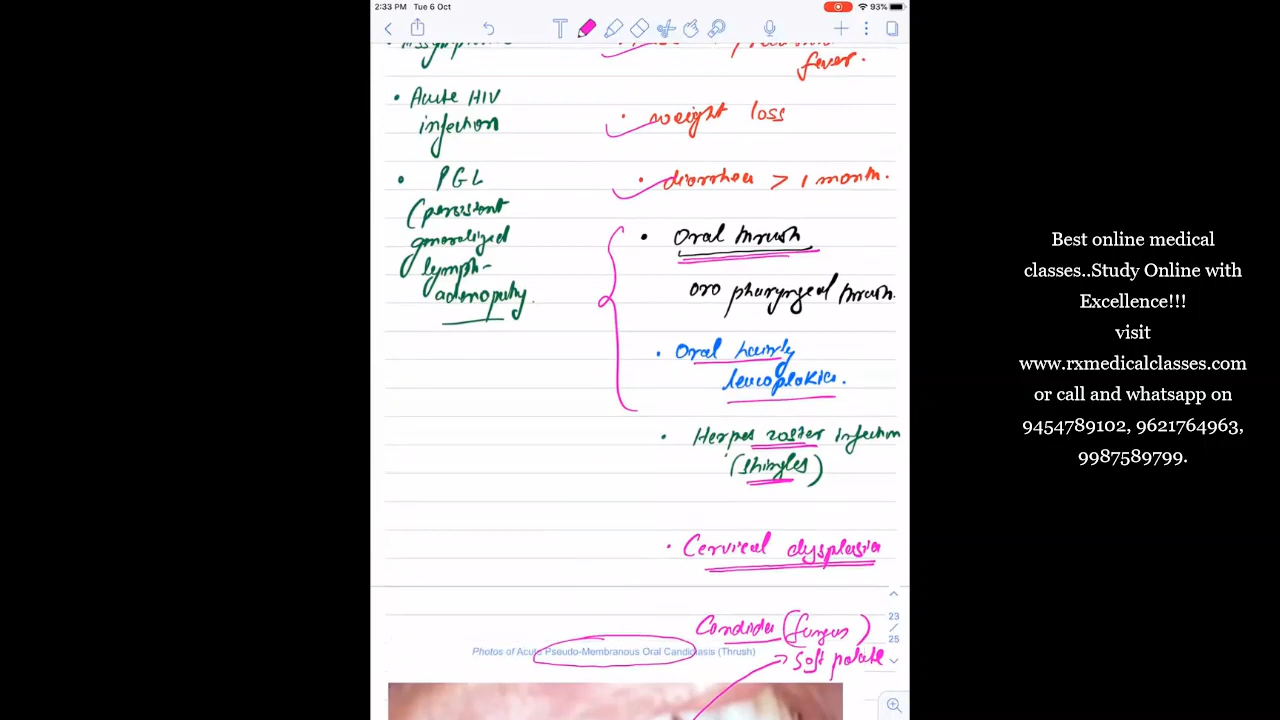 2:33 PM Tue 6 Oct
93%
fever.
• Acute HIV
infection
• weight loss
• PGL
(persistent
generalized
lymph-
adenopathy.
• diarrhoea > 1 month.
• Oral thrush
oro pharyngeal thrush.
• Oral hairly
leucoplakia.
• Herpes zoster infection
(shingles)
• Cervical dysplasia
Candida (fungus)
Photos of Acute Pseudo-Membranous Oral Candidiasis (Thrush)
→ Soft palate
23
/
25
Best online medical
classes..Study Online with
Excellence!!!
visit
www.rxmedicalclasses.com
or call and whatsapp on
9454789102, 9621764963,
9987589799.